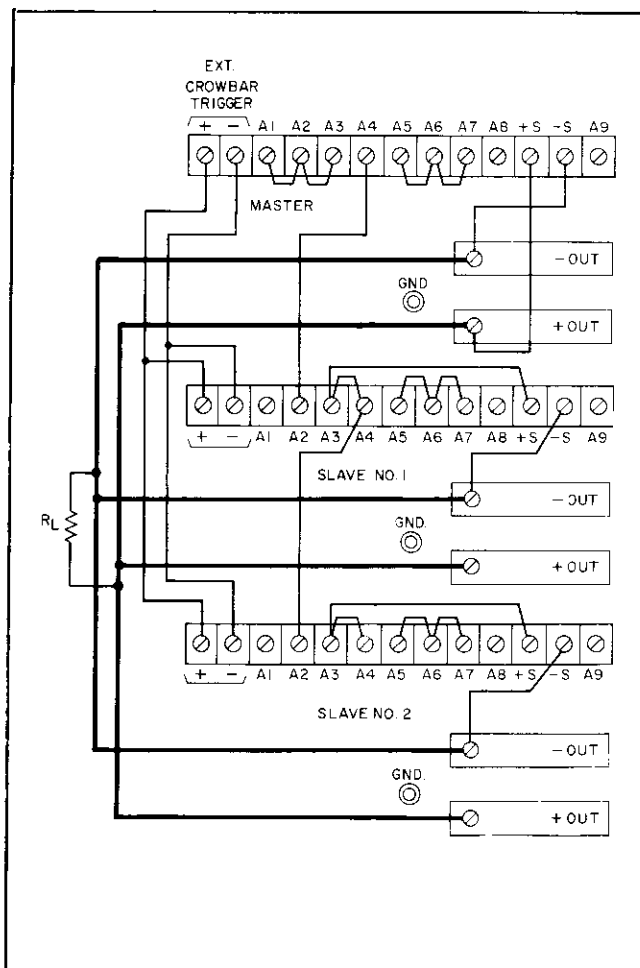 EXT.
CROWBAR
TRIGGER
+ − A1 A2 A3 A4 A5 A6 A7 A8 +S −S A9
MASTER
−OUT
GND
+OUT
+ − A1 A2 A3 A4 A5 A6 A7 A8 +S −S A9
SLAVE NO. 1
−OUT
RL
GND.
+OUT
+ − A1 A2 A3 A4 A5 A6 A7 A8 +S −S A9
SLAVE NO. 2
−OUT
GND.
+OUT